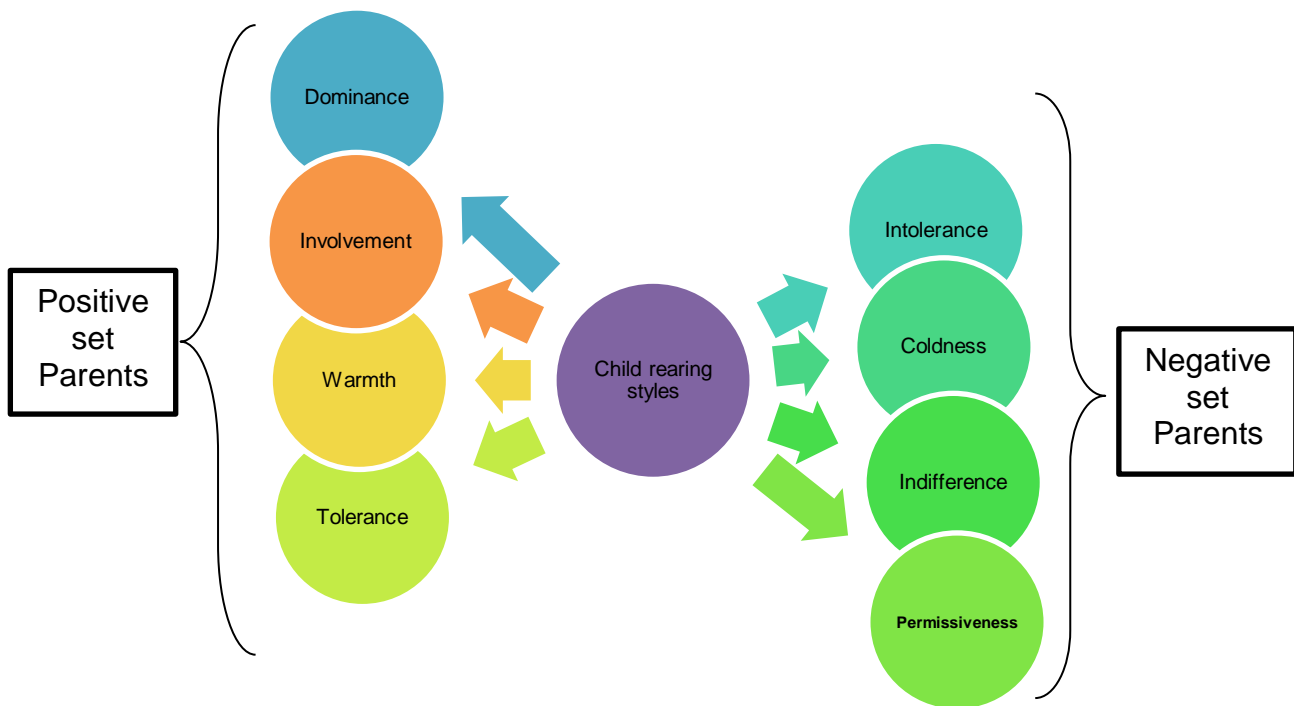 Positive
set
Parents
Dominance
Involvement
Warmth
Tolerance
Child rearing
styles
Intolerance
Coldness
Indifference
Permissiveness
Negative
set
Parents